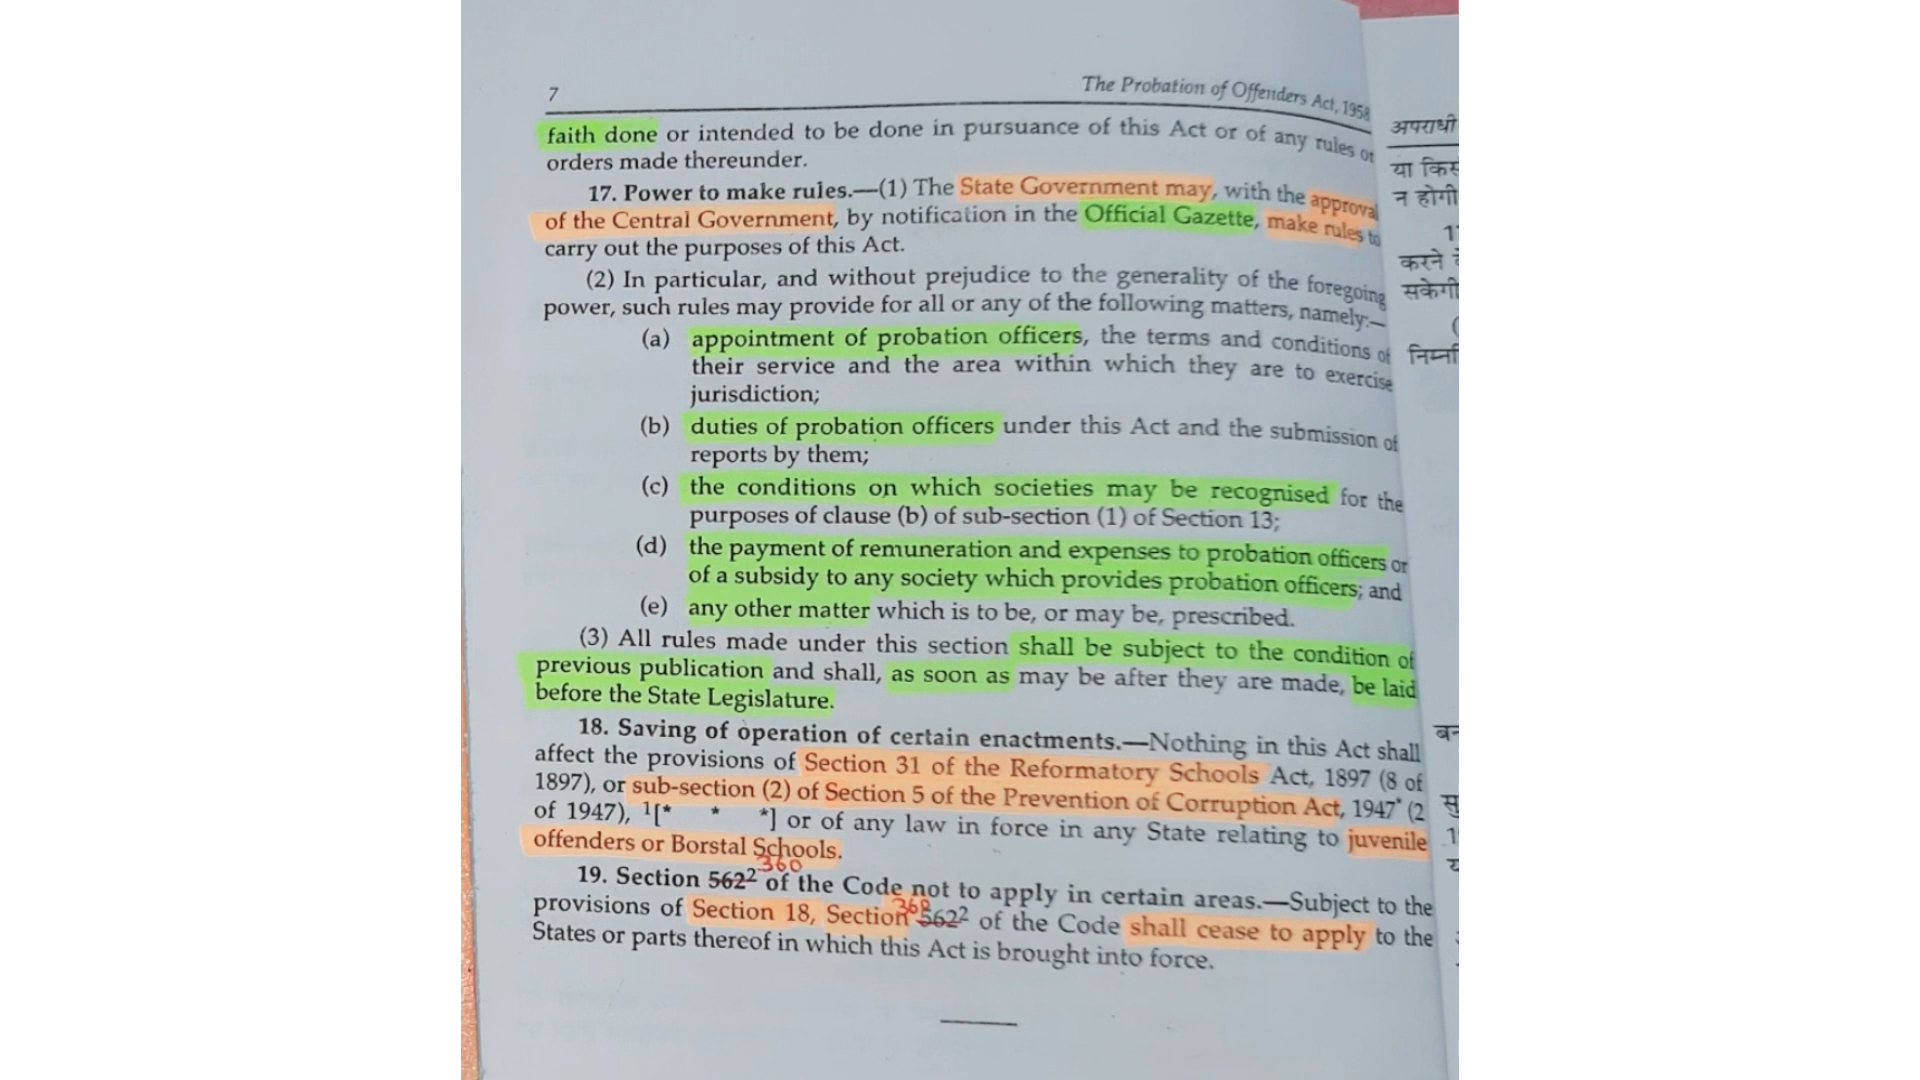 7 The Probation of Offenders Act, 1958
faith done or intended to be done in pursuance of this Act or of any rules or
orders made thereunder.
17. Power to make rules.—(1) The State Government may, with the approval
of the Central Government, by notification in the Official Gazette, make rules to
carry out the purposes of this Act.
(2) In particular, and without prejudice to the generality of the foregoing
power, such rules may provide for all or any of the following matters, namely:—
(a) appointment of probation officers, the terms and conditions of
their service and the area within which they are to exercise
jurisdiction;
(b) duties of probation officers under this Act and the submission of
reports by them;
(c) the conditions on which societies may be recognised for the
purposes of clause (b) of sub-section (1) of Section 13;
(d) the payment of remuneration and expenses to probation officers or
of a subsidy to any society which provides probation officers; and
(e) any other matter which is to be, or may be, prescribed.
(3) All rules made under this section shall be subject to the condition of
previous publication and shall, as soon as may be after they are made, be laid
before the State Legislature.
18. Saving of operation of certain enactments.—Nothing in this Act shall
affect the provisions of Section 31 of the Reformatory Schools Act, 1897 (8 of
1897), or sub-section (2) of Section 5 of the Prevention of Corruption Act, 1947* (2
of 1947), ¹[* * *] or of any law in force in any State relating to juvenile
offenders or Borstal Schools.
360
19. Section 562² of the Code not to apply in certain areas.—Subject to the
360
provisions of Section 18, Section 562² of the Code shall cease to apply to the
States or parts thereof in which this Act is brought into force.
अपराधी
या किस
न होगी
करने
सकेगी